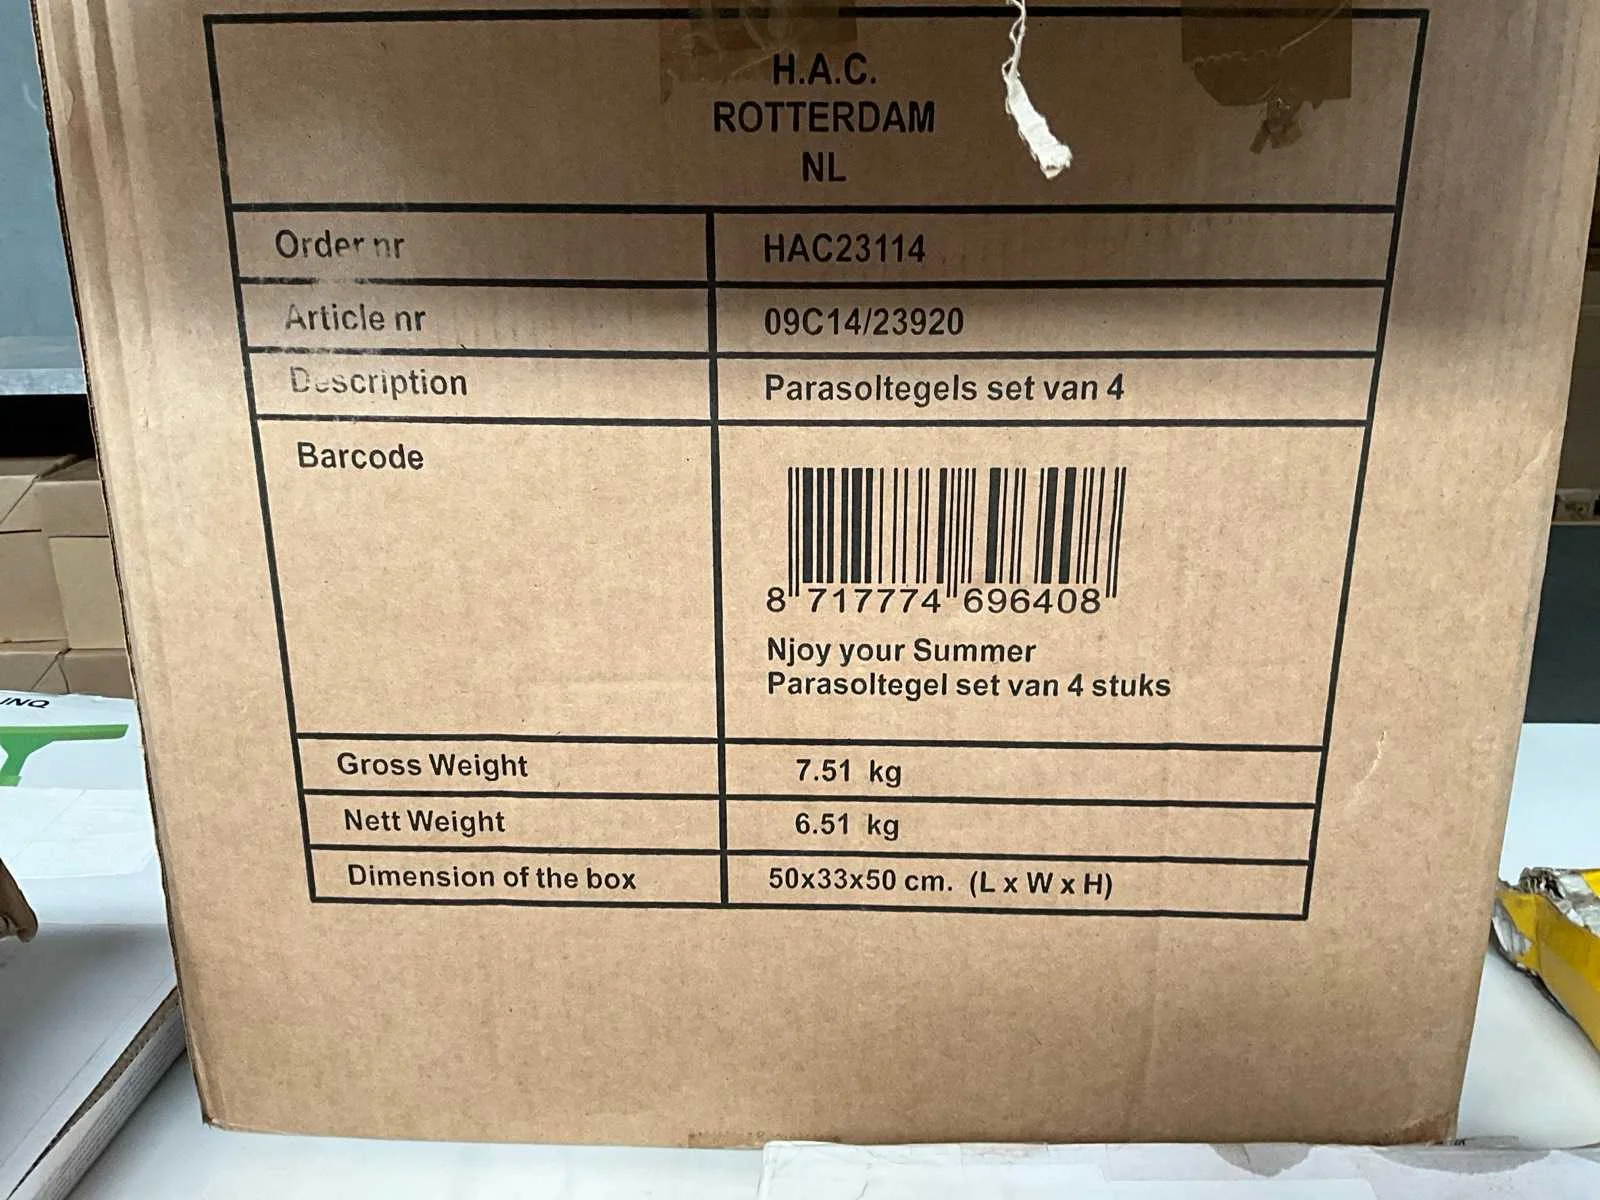 H.A.C.
ROTTERDAM
NL
Order nr HAC23114
Article nr 09C14/23920
Description Parasoltegels set van 4
Barcode
8 717774 696408
Njoy your Summer
Parasoltegel set van 4 stuks
Gross Weight 7.51 kg
Nett Weight 6.51 kg
Dimension of the box 50x33x50 cm. (L x W x H)